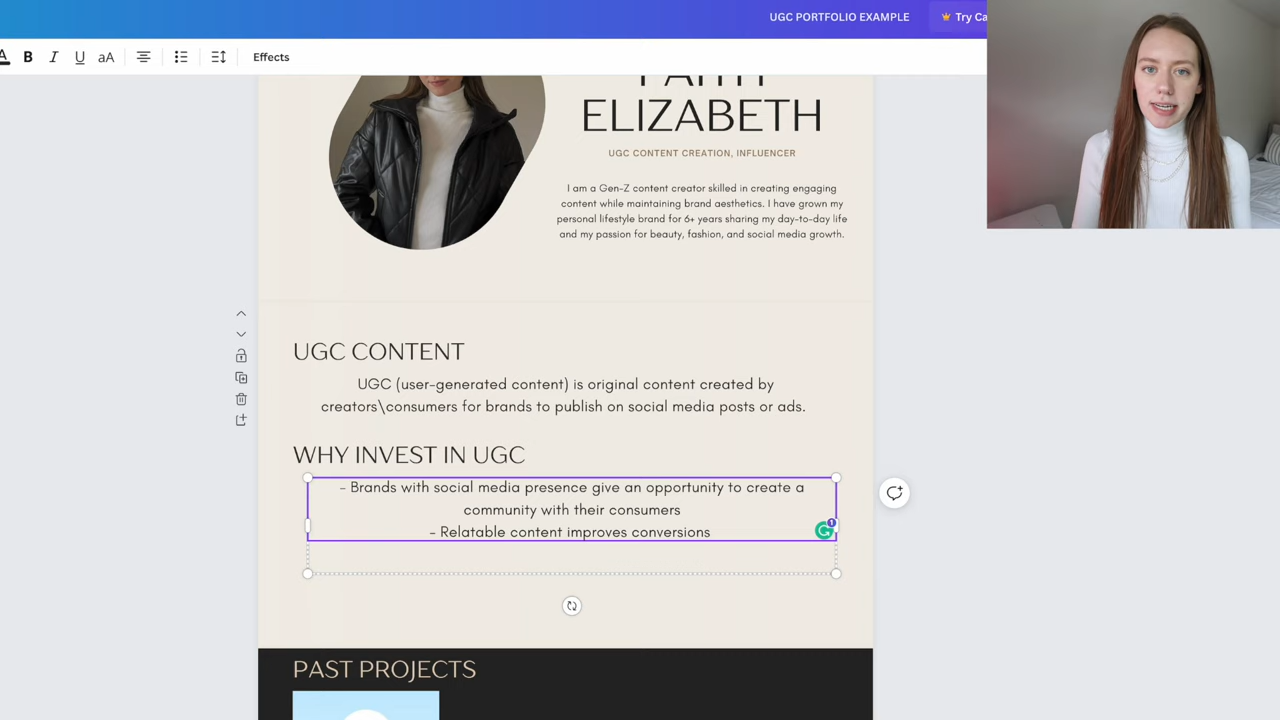 UGC PORTFOLIO EXAMPLE
Try
A B I U aA
Effects
ELIZABETH
UGC CONTENT CREATION, INFLUENCER
I am a Gen-Z content creator skilled in creating engaging
content while maintaining brand aesthetics. I have grown my
personal lifestyle brand for 6+ years sharing my day-to-day life
and my passion for beauty, fashion, and social media growth.
UGC CONTENT
UGC (user-generated content) is original content created by
creators\consumers for brands to publish on social media posts or ads.
WHY INVEST IN UGC
- Brands with social media presence give an opportunity to create a
community with their consumers
- Relatable content improves conversions
1
PAST PROJECTS